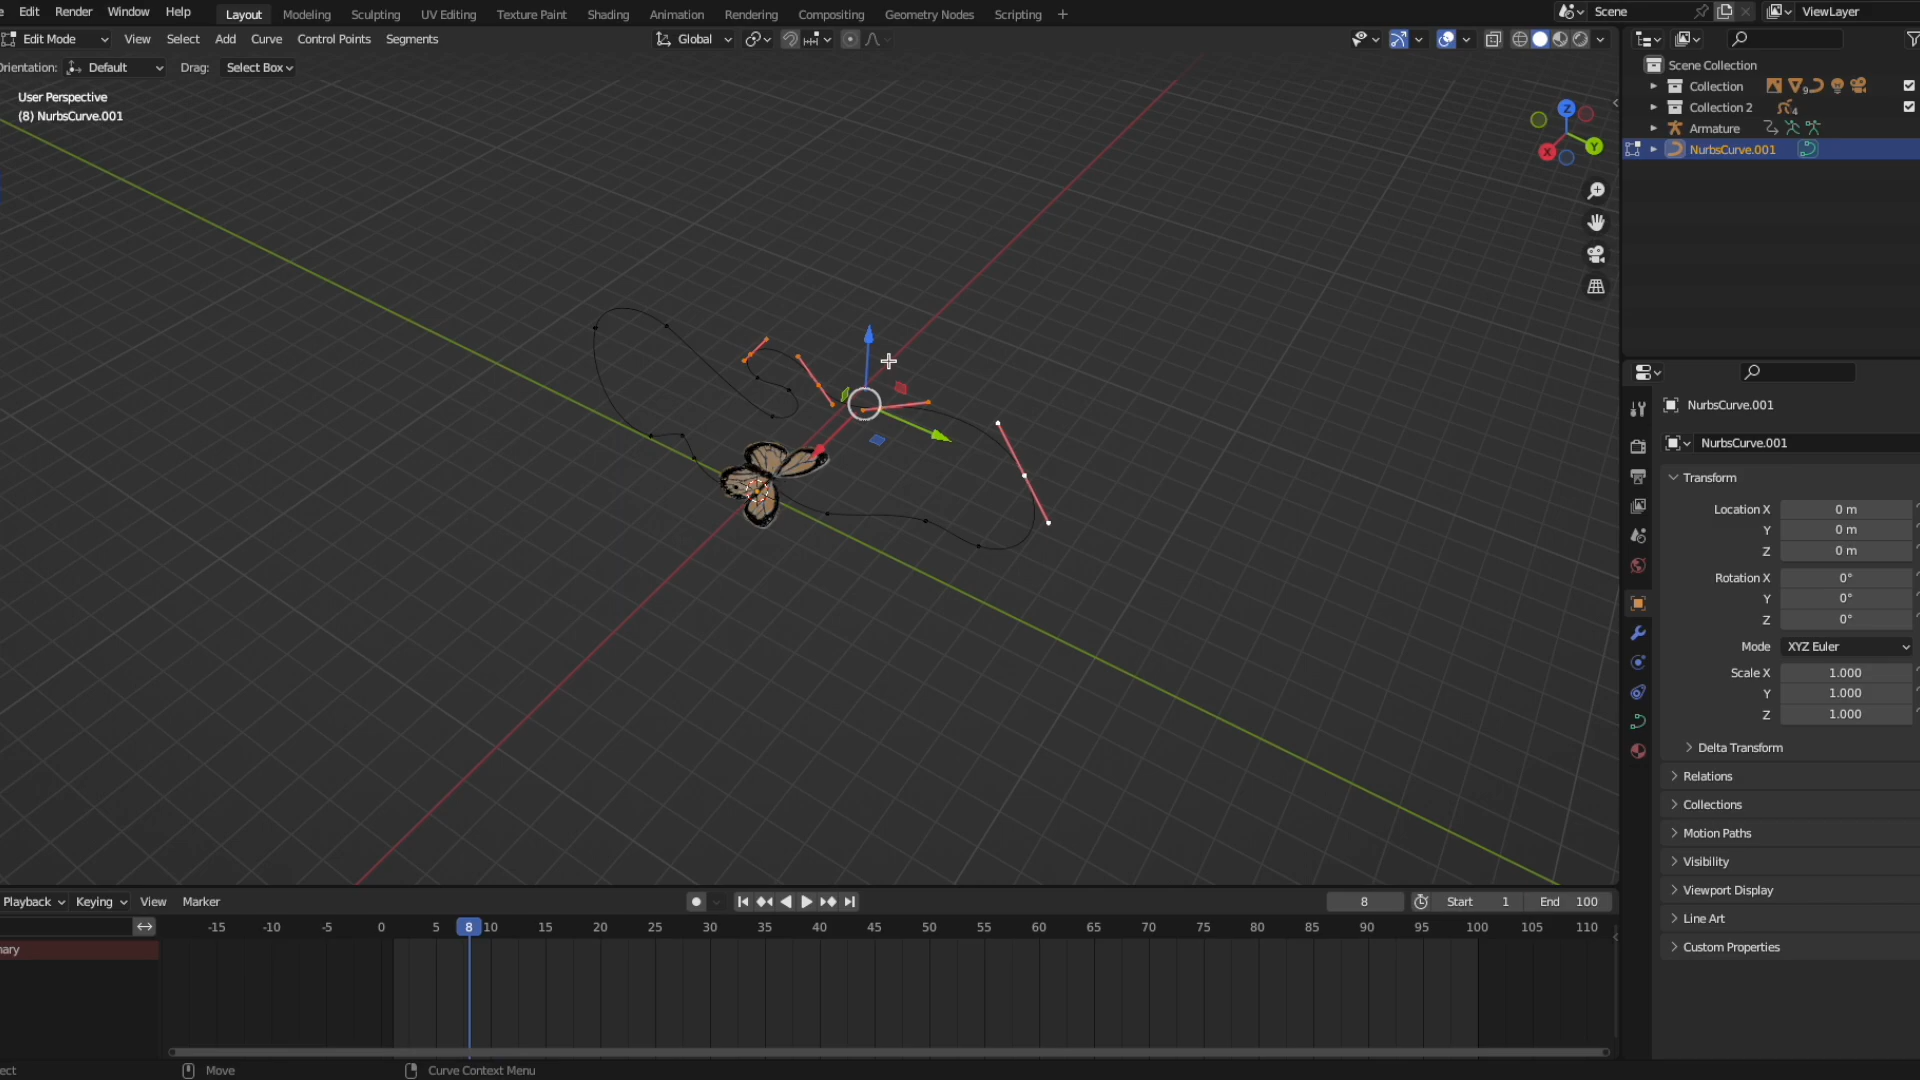 Edit Render Window Help Layout Modeling Sculpting UV Editing Texture Paint Shading Animation Rendering Compositing Geometry Nodes Scripting + Scene ViewLayer
Edit Mode View Select Add Curve Control Points Segments Global
Orientation: Default Drag: Select Box
User Perspective
(8) NurbsCurve.001
Z
Y
X
Scene Collection
Collection 9
Collection 2 4
Armature
NurbsCurve.001
NurbsCurve.001
NurbsCurve.001
Transform
Location X 0 m
Y 0 m
Z 0 m
Rotation X 0°
Y 0°
Z 0°
Mode XYZ Euler
Scale X 1.000
Y 1.000
Z 1.000
Delta Transform
Relations
Collections
Motion Paths
Visibility
Viewport Display
Line Art
Custom Properties
Playback Keying View Marker 8 Start 1 End 100
-15 -10 -5 0 5 8 10 15 20 25 30 35 40 45 50 55 60 65 70 75 80 85 90 95 100 105 110
nary
ect Move Curve Context Menu